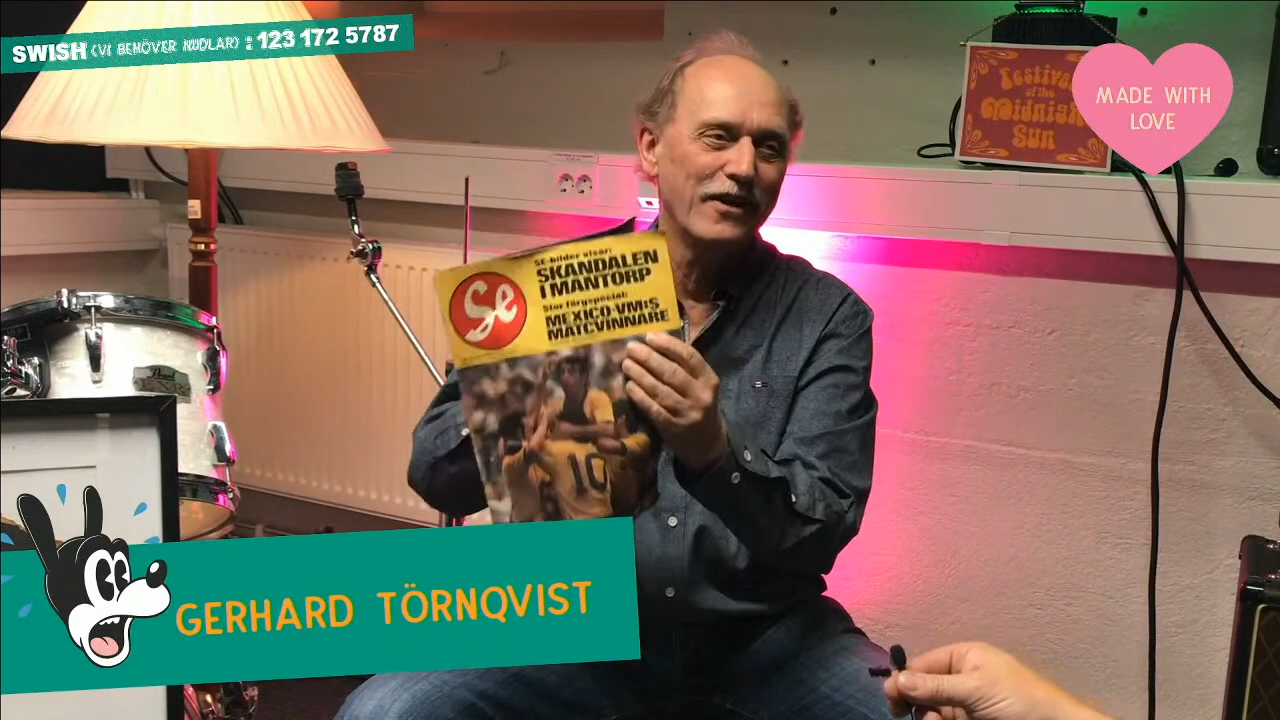 SWISH (VI BEHÖVER NUDLAR) : 123 172 5787
MADE WITH
LOVE
Festival
of the
Midnight
Sun
Se
SE-bilder visar:
SKANDALEN
I MANTORP
Stor färgspecial:
MEXICO-VM:S
MATCVINNARE
10
Pearl
GERHARD TÖRNQVIST